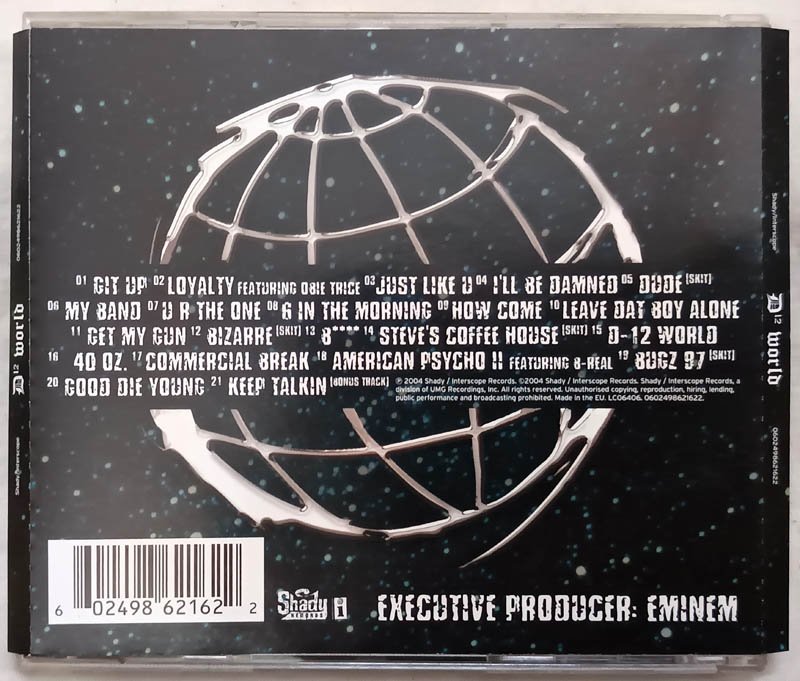 01 GIT UP 02 LOYALTY FEATURING OBIE TRICE 03 JUST LIKE U 04 I'LL BE DAMNED 05 DUDE [SKIT]
06 MY BAND 07 U R THE ONE 08 6 IN THE MORNING 09 HOW COME 10 LEAVE DAT BOY ALONE
11 GET MY GUN 12 BIZARRE [SKIT] 13 B**** 14 STEVE'S COFFEE HOUSE [SKIT] 15 D-12 WORLD
16 40 OZ. 17 COMMERCIAL BREAK 18 AMERICAN PSYCHO II FEATURING B-REAL 19 BUGZ 97 [SKIT]
20 GOOD DIE YOUNG 21 KEEP TALKIN [BONUS TRACK]
℗ 2004 Shady / Interscope Records. ©2004 Shady / Interscope Records. Shady / Interscope Records, a
division of UMG Recordings, Inc. All rights reserved. Unauthorised copying, reproduction, hiring, lending,
public performance and broadcasting prohibited. Made in the EU. LC06406. 0602498621622.
6 02498 62162 2
Shady RECORDS i
EXECUTIVE PRODUCER: EMINEM
0602498621622
D12 world
Shady/Interscope
Shady/Interscope
D12 world
0602498621622